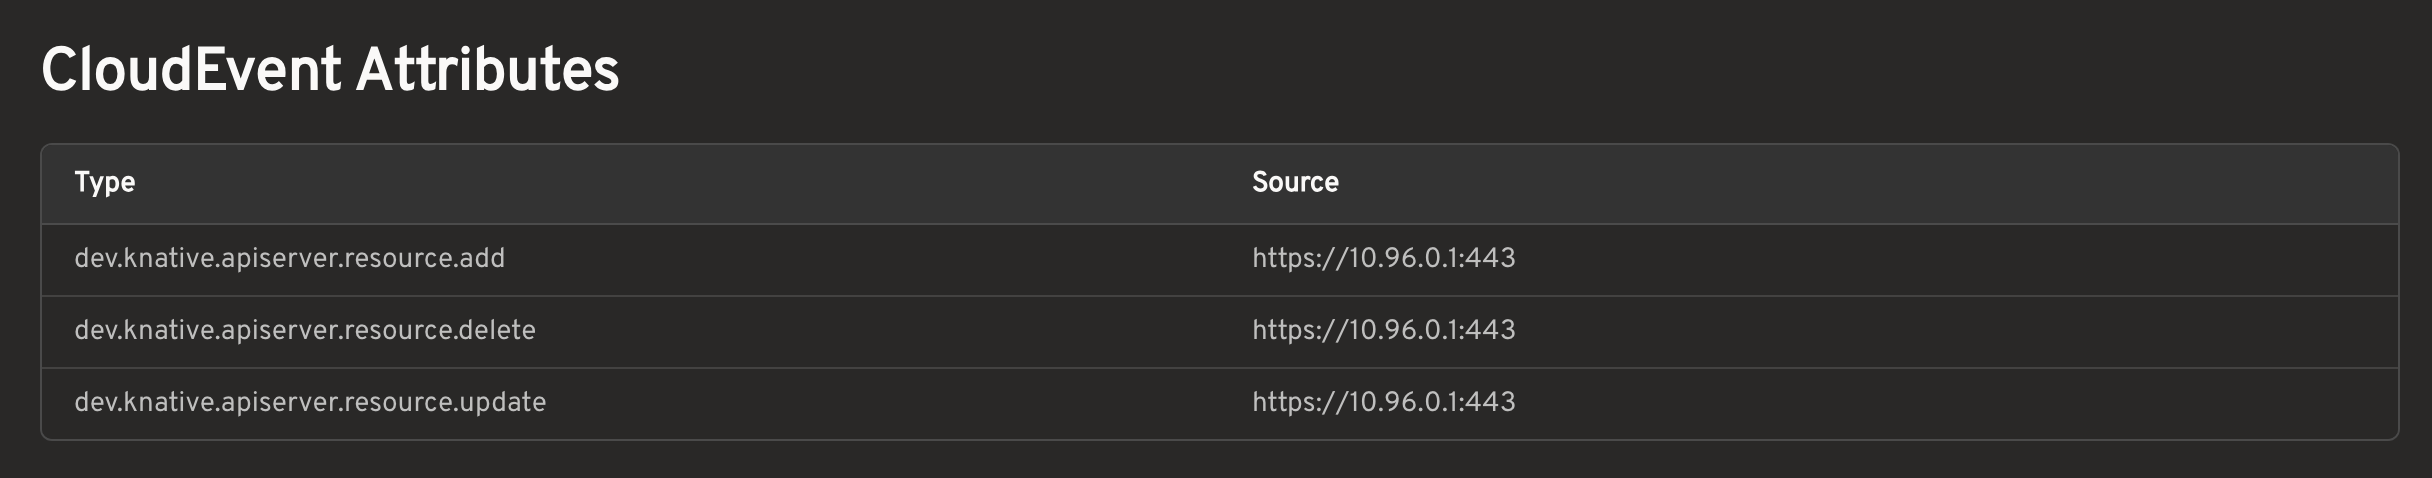 CloudEvent Attributes
Type Source
dev.knative.apiserver.resource.add https://10.96.0.1:443
dev.knative.apiserver.resource.delete https://10.96.0.1:443
dev.knative.apiserver.resource.update https://10.96.0.1:443